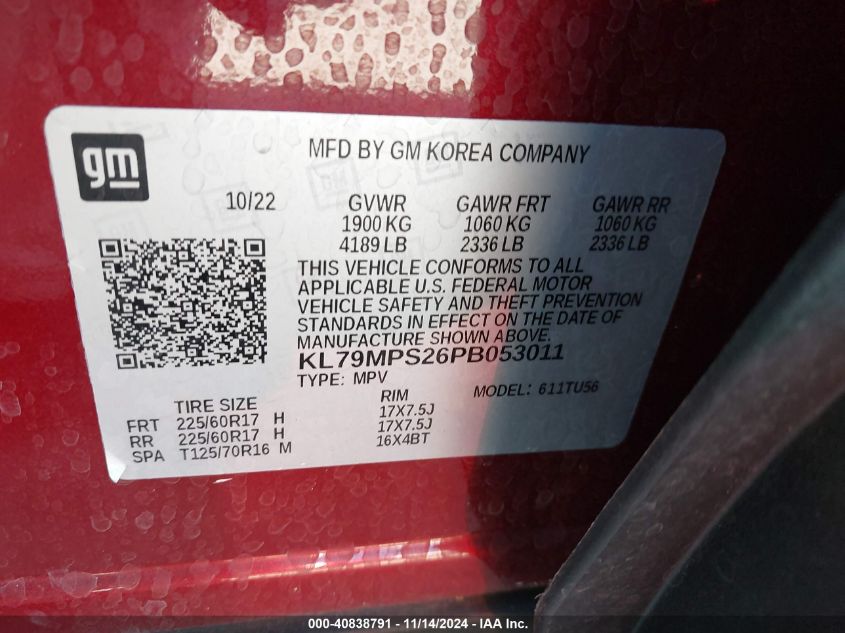 gm
MFD BY GM KOREA COMPANY
10/22 GVWR GAWR FRT GAWR RR
1900 KG 1060 KG 1060 KG
4189 LB 2336 LB 2336 LB
THIS VEHICLE CONFORMS TO ALL
APPLICABLE U.S. FEDERAL MOTOR
VEHICLE SAFETY AND THEFT PREVENTION
STANDARDS IN EFFECT ON THE DATE OF
MANUFACTURE SHOWN ABOVE.
KL79MPS26PB053011
TYPE: MPV MODEL: 611TU56
TIRE SIZE RIM
FRT 225/60R17 H 17X7.5J
RR 225/60R17 H 17X7.5J
SPA T125/70R16 M 16X4BT
000-40838791 — 11/14/2024 - IAA Inc.